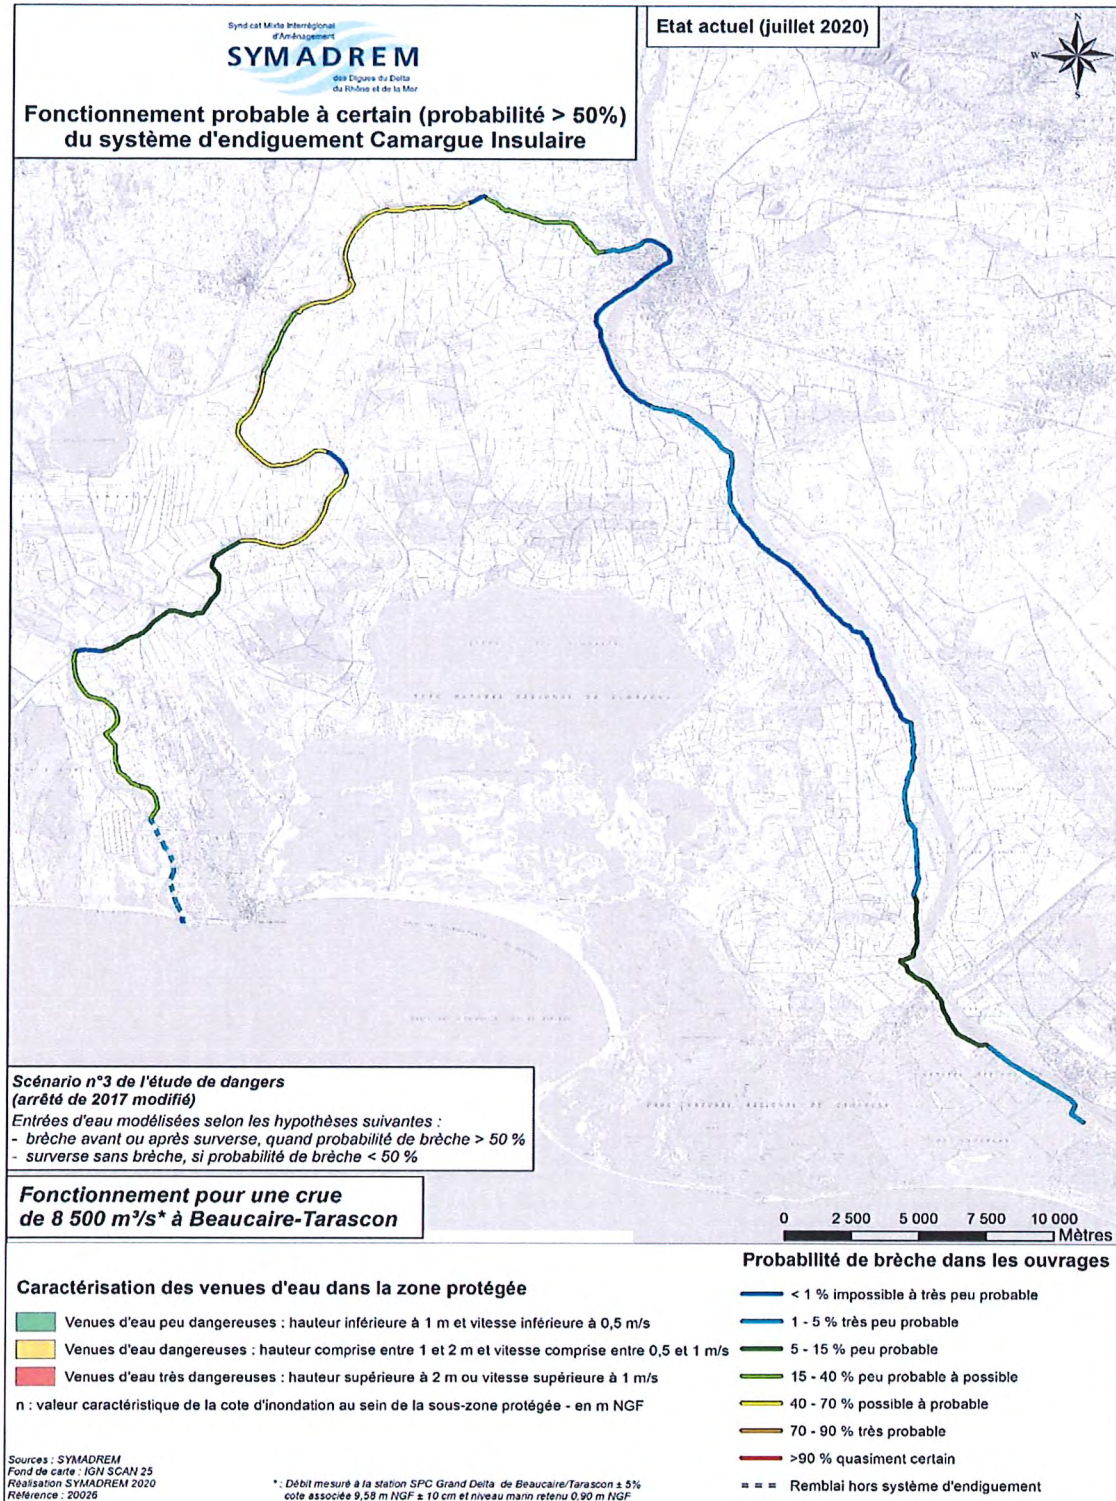 Syndicat Mixte Interrégional
d'Aménagement
SYMADREM
des Digues du Delta
du Rhône et de la Mer
Fonctionnement probable à certain (probabilité > 50%)
du système d'endiguement Camargue Insulaire
Etat actuel (juillet 2020)
N
W
E
S
Scénario n°3 de l'étude de dangers
(arrêté de 2017 modifié)
Entrées d'eau modélisées selon les hypothèses suivantes :
- brèche avant ou après surverse, quand probabilité de brèche > 50 %
- surverse sans brèche, si probabilité de brèche < 50 %
Fonctionnement pour une crue
de 8 500 m³/s* à Beaucaire-Tarascon
0 2 500 5 000 7 500 10 000
Mètres
Caractérisation des venues d'eau dans la zone protégée
Venues d'eau peu dangereuses : hauteur inférieure à 1 m et vitesse inférieure à 0,5 m/s
Venues d'eau dangereuses : hauteur comprise entre 1 et 2 m et vitesse comprise entre 0,5 et 1 m/s
Venues d'eau très dangereuses : hauteur supérieure à 2 m ou vitesse supérieure à 1 m/s
n : valeur caractéristique de la cote d'inondation au sein de la sous-zone protégée - en m NGF
Probabilité de brèche dans les ouvrages
< 1 % impossible à très peu probable
1 - 5 % très peu probable
5 - 15 % peu probable
15 - 40 % peu probable à possible
40 - 70 % possible à probable
70 - 90 % très probable
>90 % quasiment certain
Remblai hors système d'endiguement
Sources : SYMADREM
Fond de carte : IGN SCAN 25
Réalisation SYMADREM 2020
Référence : 20026
* : Débit mesuré à la station SPC Grand Delta de Beaucaire/Tarascon ± 5%
cote associée 9,58 m NGF ± 10 cm et niveau marin retenu 0,90 m NGF